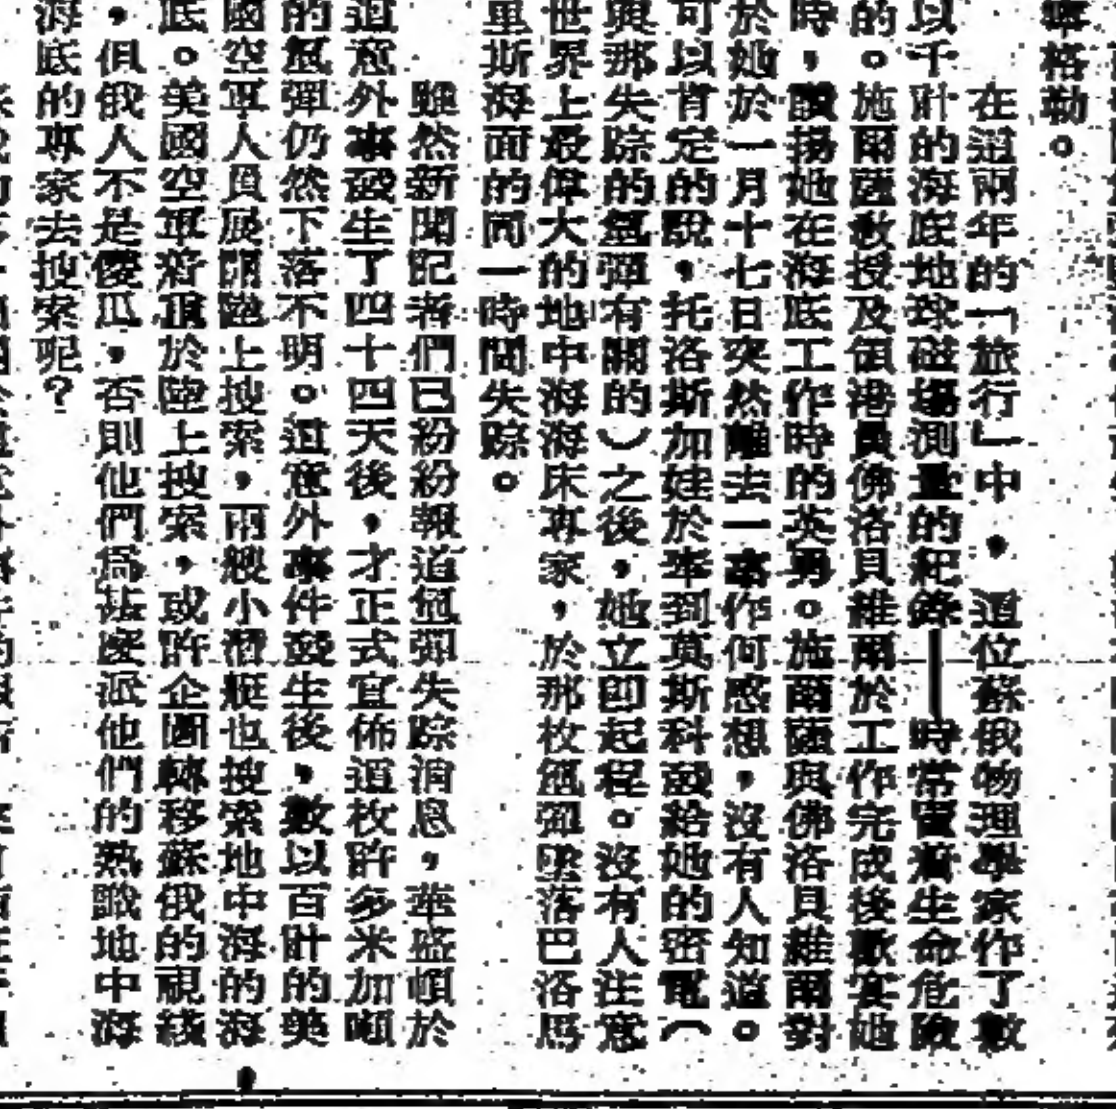 嘜格勒。
在這兩年的「旅行」中，這位蘇俄物理學家作了數
以千計的海底地球磁場測量的紀錄——時常冒着生命危險
的。施爾薩教授及領港員佛洛貝維爾於工作完成後歡宴她
時，讚揚她在海底工作時的英勇。施爾薩與佛洛貝維爾對
於她於一月十七日突然離去一事作何感想，沒有人知道。
可以肯定的說，托洛斯加娃於奉到莫斯科發給她的密電（
與那失踪的氫彈有關的）之後，她立即起程。沒有人注意
世界上最偉大的地中海海床專家，於那枚氫彈墜落巴洛馬
里斯海面的同一時間失踪。
雖然新聞記者們已紛紛報道氫彈失踪消息，華盛頓於
這意外事發生了四十四天後，才正式宣佈這枚許多米加噸
的氫彈仍然下落不明。這意外事件發生後，數以百計的美
國空軍人員展開陸上搜索，兩艘小潛艇也搜索地中海的海
底。美國空軍着重於陸上搜索，或許企圖轉移蘇俄的視綫
，但俄人不是傻瓜，否則他們爲甚麼派他們的熟識地中海
海底的專家去搜索呢？